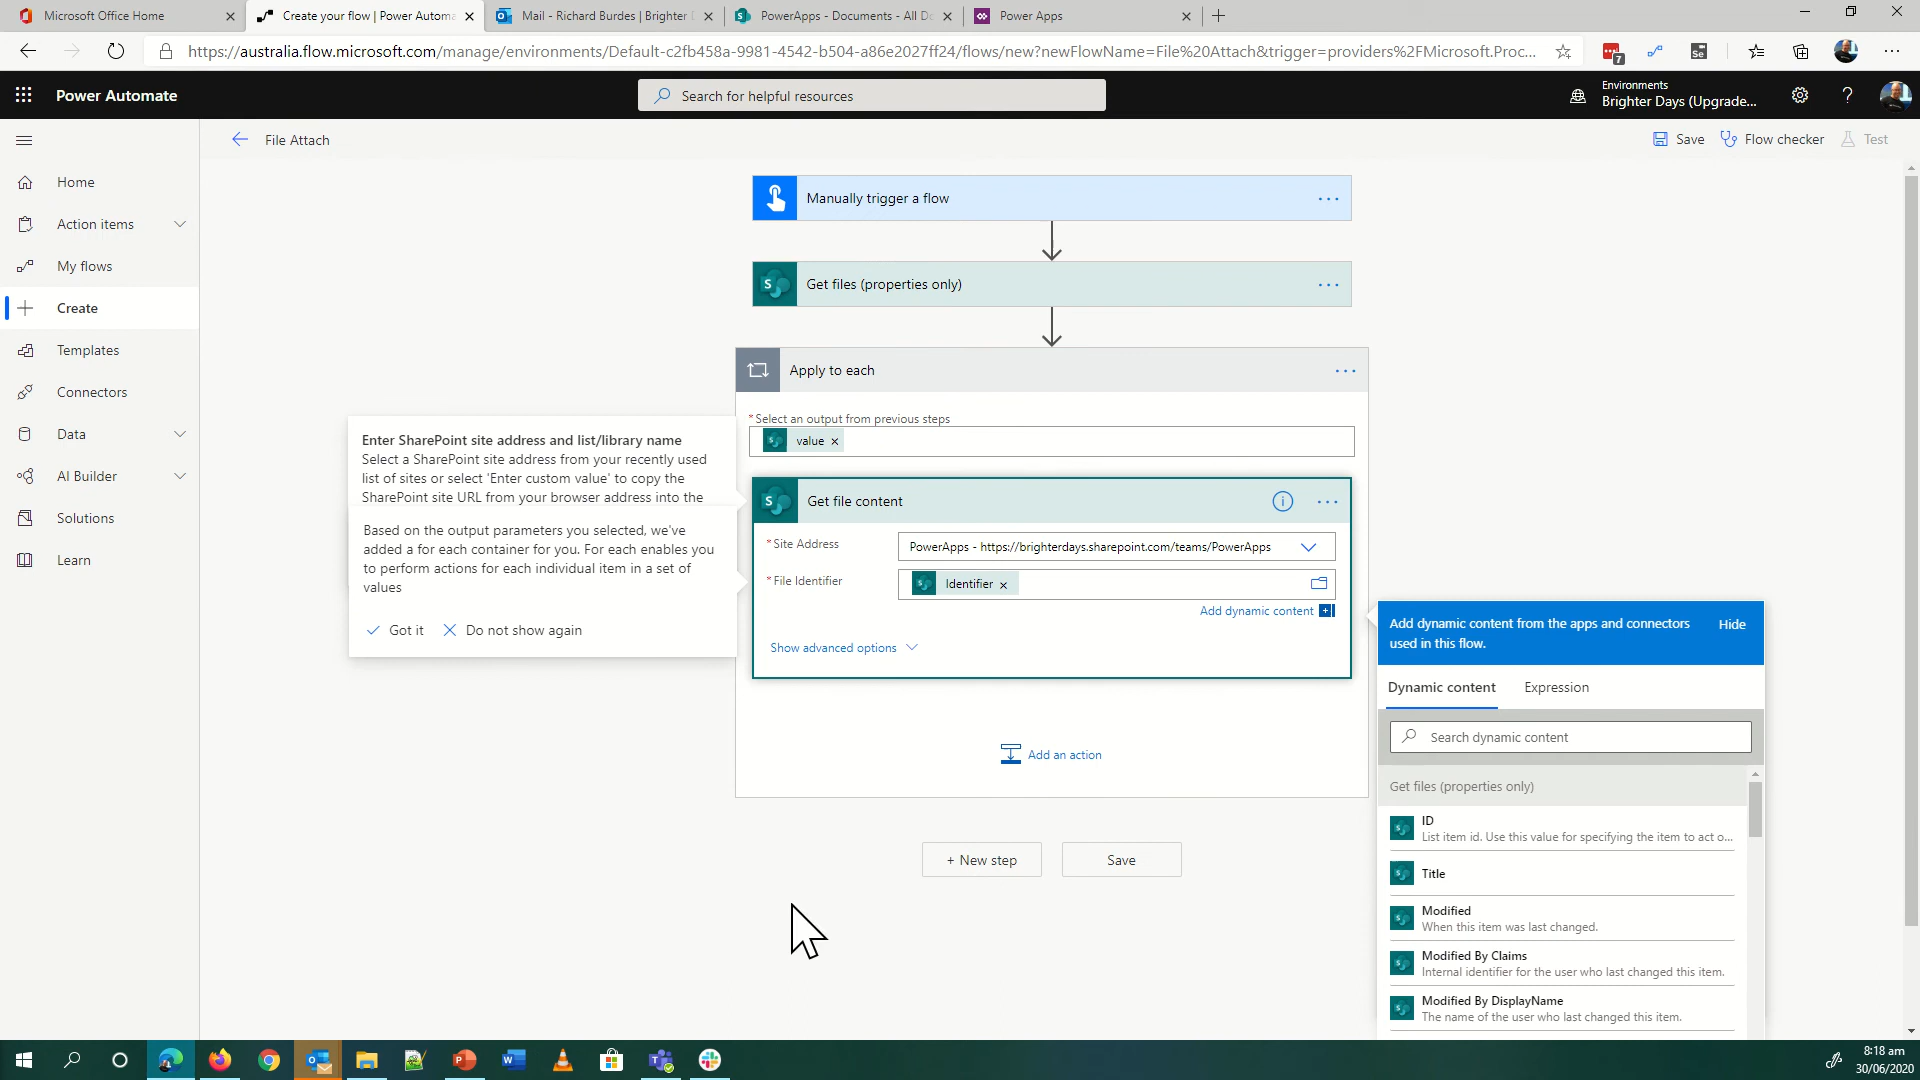 Microsoft Office Home
Create your flow | Power Automa
Mail - Richard Burdes | Brighter
PowerApps - Documents - All Do
Power Apps
https://australia.flow.microsoft.com/manage/environments/Default-c2fb458a-9981-4542-b504-a86e2027ff24/flows/new?newFlowName=File%20Attach&trigger=providers%2FMicrosoft.Proc...
7
Se
Power Automate
Search for helpful resources
Environments
Brighter Days (Upgrade...
File Attach
Save
Flow checker
Test
Home
Action items
My flows
Create
Templates
Connectors
Data
AI Builder
Solutions
Learn
Manually trigger a flow
Get files (properties only)
Apply to each
* Select an output from previous steps
value
Enter SharePoint site address and list/library name
Select a SharePoint site address from your recently used
list of sites or select 'Enter custom value' to copy the
SharePoint site URL from your browser address into the
Based on the output parameters you selected, we've
added a for each container for you. For each enables you
to perform actions for each individual item in a set of
values
Got it
Do not show again
Get file content
* Site Address
PowerApps - https://brighterdays.sharepoint.com/teams/PowerApps
* File Identifier
Identifier
Add dynamic content
Show advanced options
Add an action
+ New step
Save
Add dynamic content from the apps and connectors
used in this flow.
Hide
Dynamic content
Expression
Search dynamic content
Get files (properties only)
ID
List item id. Use this value for specifying the item to act o...
Title
Modified
When this item was last changed.
Modified By Claims
Internal identifier for the user who last changed this item.
Modified By DisplayName
The name of the user who last changed this item.
8:18 am
30/06/2020